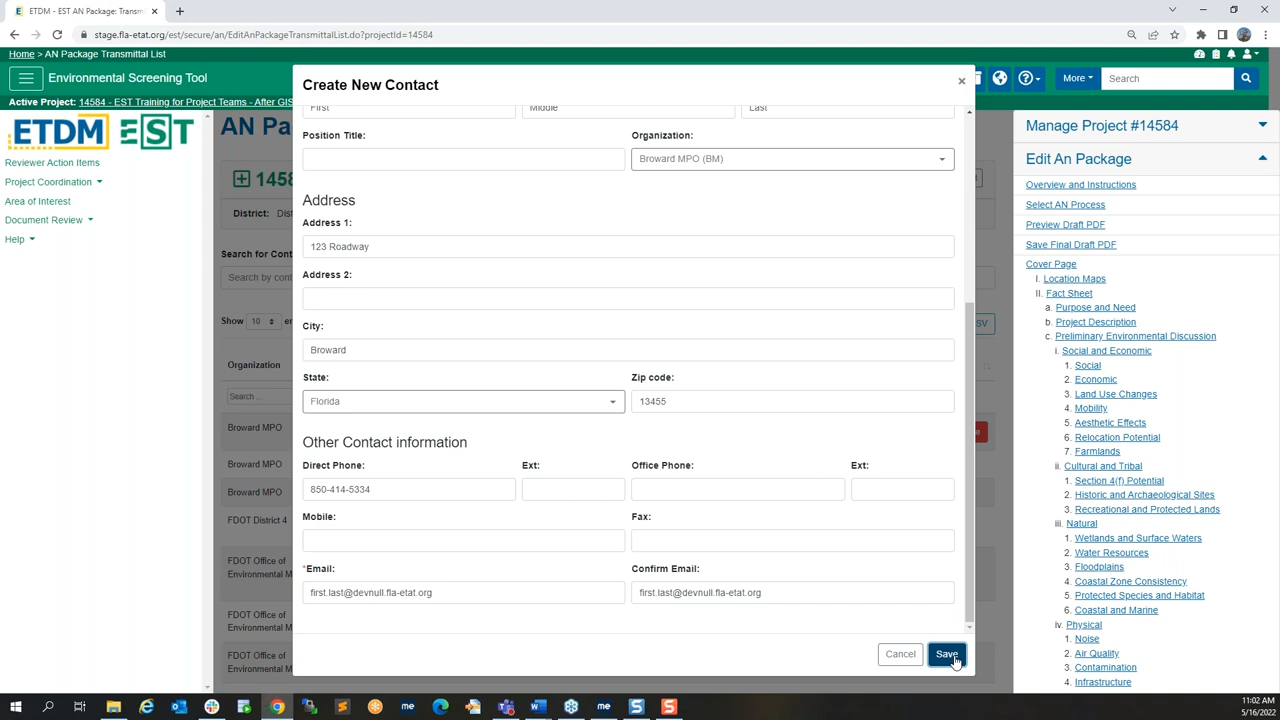 ETDM - EST AN Package: Transmi
stage.fla-etat.org/est/secure/an/EditAnPackageTransmittalList.do?projectId=14584
Home > AN Package Transmittal List
Environmental Screening Tool
More
Search
Active Project: 14584 - EST Training for Project Teams - After GIS
ETDM EST
Reviewer Action Items
Project Coordination
Area of Interest
Document Review
Help
AN Pa
1458
District: Dist
Search for Cont
Search by cont
Show 10 en
SV
Organization
Search ...
Broward MPO
Broward MPO
Broward MPO
FDOT District 4
FDOT Office of
Environmental M
FDOT Office of
Environmental M
FDOT Office of
Environmental M
Create New Contact
×
First
Middle
Last
Position Title:
Organization:
Broward MPO (BM)
Address
Address 1:
123 Roadway
Address 2:
City:
Broward
State:
Zip code:
Florida
13455
Other Contact information
Direct Phone:
Ext:
Office Phone:
Ext:
850-414-5334
Mobile:
Fax:
*Email:
Confirm Email:
first.last@devnull.fla-etat.org
first.last@devnull.fla-etat.org
Cancel
Save
Manage Project #14584
Edit An Package
Overview and Instructions
Select AN Process
Preview Draft PDF
Save Final Draft PDF
Cover Page
I. Location Maps
II. Fact Sheet
a. Purpose and Need
b. Project Description
c. Preliminary Environmental Discussion
i. Social and Economic
1. Social
2. Economic
3. Land Use Changes
4. Mobility
5. Aesthetic Effects
6. Relocation Potential
7. Farmlands
ii. Cultural and Tribal
1. Section 4(f) Potential
2. Historic and Archaeological Sites
3. Recreational and Protected Lands
iii. Natural
1. Wetlands and Surface Waters
2. Water Resources
3. Floodplains
4. Coastal Zone Consistency
5. Protected Species and Habitat
6. Coastal and Marine
iv. Physical
1. Noise
2. Air Quality
3. Contamination
4. Infrastructure
11:02 AM
5/16/2022